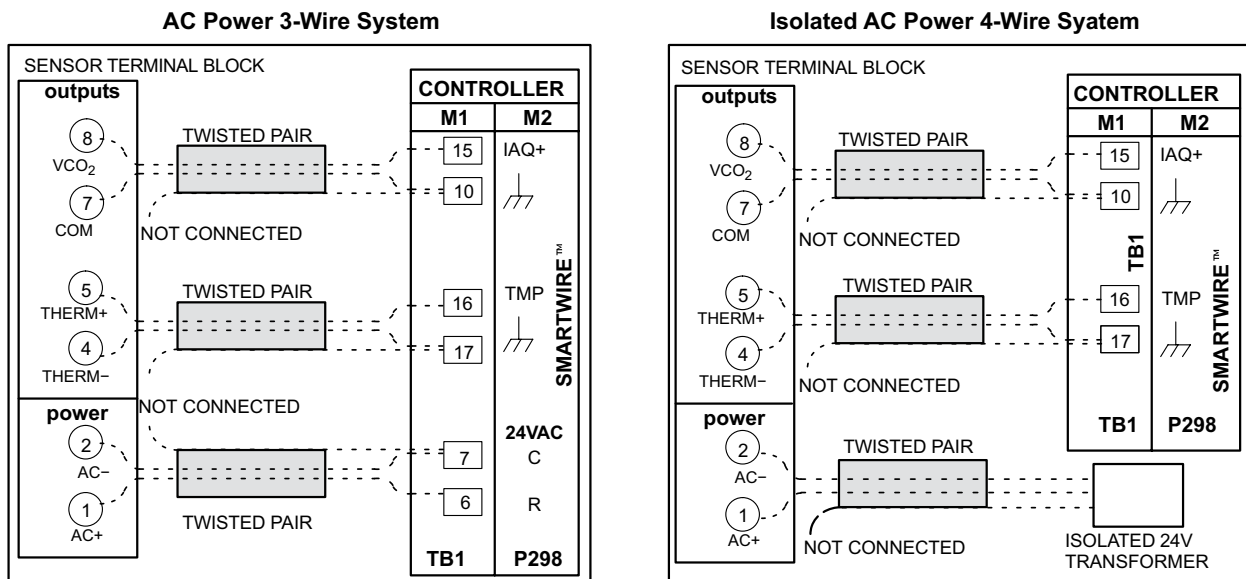 AC Power 3-Wire System
SENSOR TERMINAL BLOCK
outputs
8
VCO2
7
COM
5
THERM+
4
THERM−
power
2
AC−
1
AC+
TWISTED PAIR
NOT CONNECTED
TWISTED PAIR
NOT CONNECTED
TWISTED PAIR
CONTROLLER
M1 M2
15 IAQ+
10
16 TMP
17
SMARTWIRE™
24VAC
7 C
6 R
TB1 P298
Isolated AC Power 4-Wire Syatem
SENSOR TERMINAL BLOCK
outputs
8
VCO2
7
COM
5
THERM+
4
THERM−
power
2
AC−
1
AC+
TWISTED PAIR
NOT CONNECTED
TWISTED PAIR
NOT CONNECTED
TWISTED PAIR
NOT CONNECTED
CONTROLLER
M1 M2
15 IAQ+
10
TB1
16 TMP
17
SMARTWIRE™
TB1 P298
ISOLATED 24V
TRANSFORMER